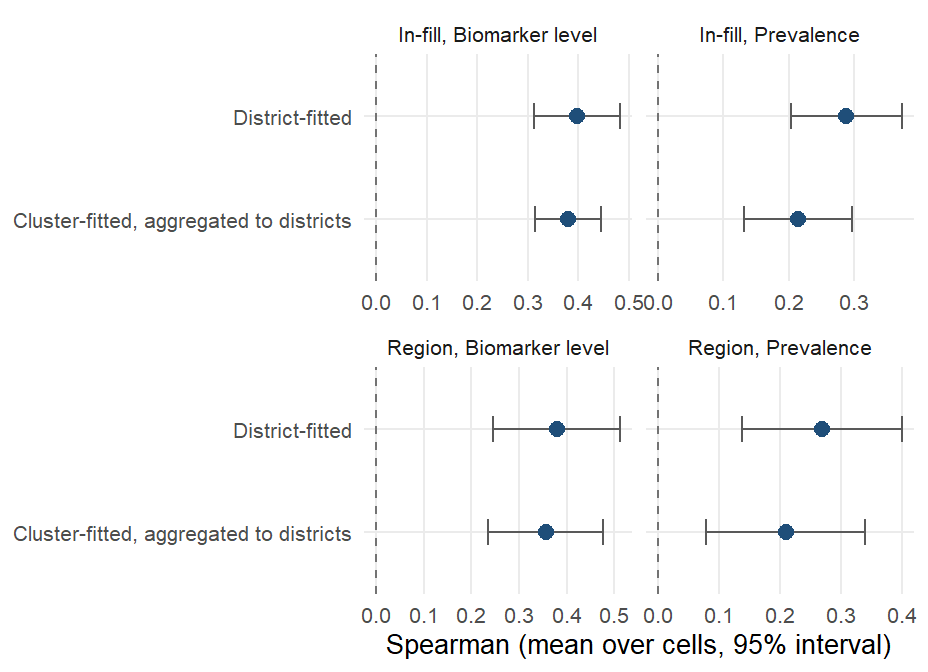 In-fill, Biomarker level
In-fill, Prevalence
District-fitted
Cluster-fitted, aggregated to districts
0.0 0.1 0.2 0.3 0.4 0.5
0.0 0.1 0.2 0.3
Region, Biomarker level
Region, Prevalence
District-fitted
Cluster-fitted, aggregated to districts
0.0 0.1 0.2 0.3 0.4 0.5
0.0 0.1 0.2 0.3 0.4
Spearman (mean over cells, 95% interval)